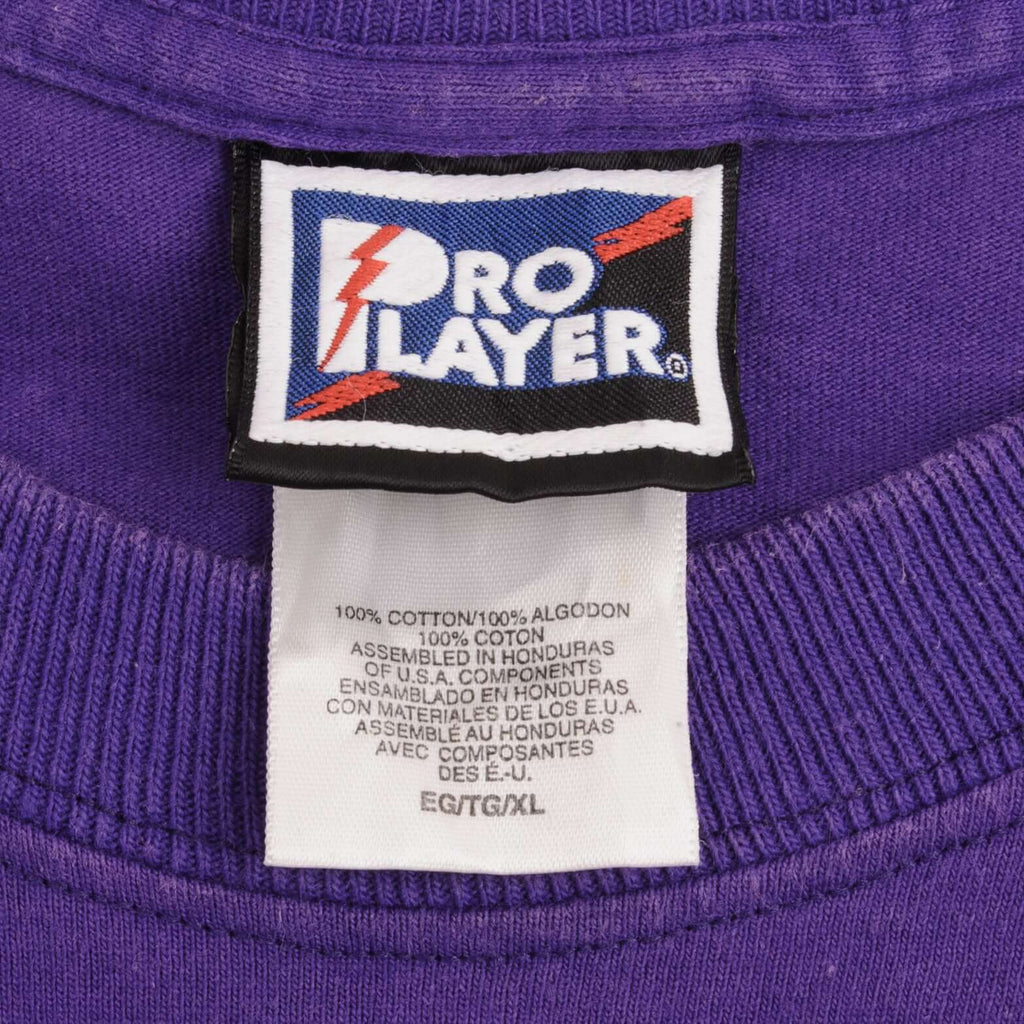 PRO
PLAYER®
100% COTTON/100% ALGODON
100% COTON
ASSEMBLED IN HONDURAS
OF U.S.A. COMPONENTS
ENSAMBLADO EN HONDURAS
CON MATERIALES DE LOS E.U.A.
ASSEMBLÉ AU HONDURAS
AVEC COMPOSANTES
DES É.-U.
EG/TG/XL